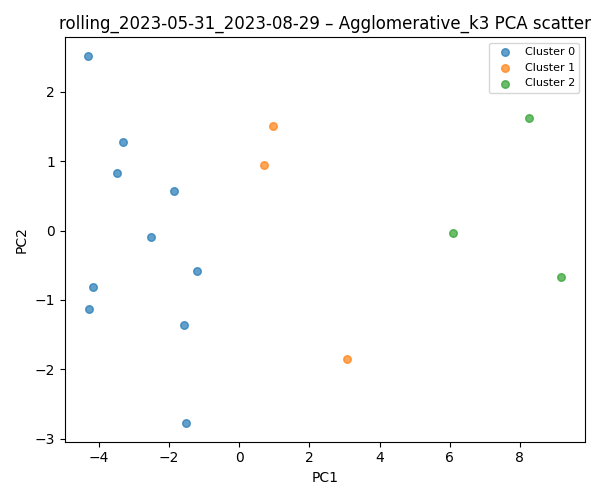 rolling_2023-05-31_2023-08-29 – Agglomerative_k3 PCA scatter
Cluster 0
Cluster 1
Cluster 2
PC2
2
1
0
−1
−2
−3
−4
−2
0
2
4
6
8
PC1